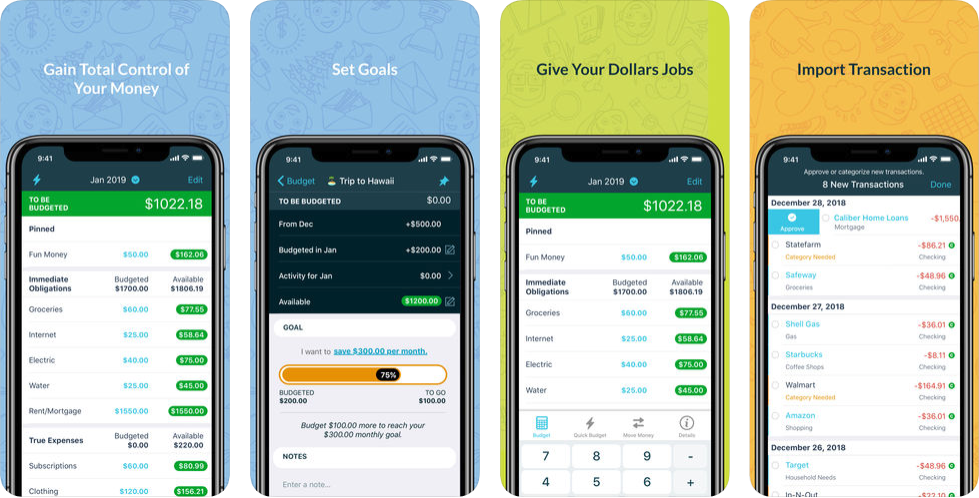 Gain Total Control of
Your Money
9:41
Jan 2019
Edit
TO BE
BUDGETED
$1022.18
Pinned
Fun Money $50.00 $162.06
Immediate Budgeted Available
Obligations $1700.00 $1806.19
Groceries $60.00 $77.55
Internet $25.00 $58.64
Electric $40.00 $75.00
Water $25.00 $45.00
Rent/Mortgage $1550.00 $1550.00
True Expenses Budgeted Available
$0.00 $220.00
Subscriptions $60.00 $80.99
Clothing $120.00 $156.21
Set Goals
9:41
Budget
Trip to Hawaii
TO BE BUDGETED $0.00
From Dec +$500.00
Budgeted in Jan +$200.00
Activity for Jan $0.00
Available $1200.00
GOAL
I want to save $300.00 per month.
75%
BUDGETED TO GO
$200.00 $100.00
Budget $100.00 more to reach your
$300.00 monthly goal.
NOTES
Enter a note...
Give Your Dollars Jobs
9:41
Jan 2019
Edit
TO BE
BUDGETED
$1022.18
Pinned
Fun Money $50.00 $162.06
Immediate Budgeted Available
Obligations $1700.00 $1806.19
Groceries $60.00 $77.55
Internet $25.00 $58.64
Electric $40.00 $75.00
Water $25.00 $45.00
Budget Quick Budget Move Money Details
7 8 9 -
4 5 6 +
Import Transaction
9:41
Approve or categorize new transactions.
8 New Transactions Done
December 28, 2018
Approve
Caliber Home Loans -$1,550.
Mortgage
Statefarm -$86.21
Category Needed Checking
Safeway -$48.96
Groceries Checking
December 27, 2018
Shell Gas -$36.01
Gas Checking
Starbucks -$8.11
Coffee Shops Checking
Walmart -$164.91
Category Needed Checking
Amazon -$36.01
Shopping Checking
December 26, 2018
Target -$48.96
Household Needs Checking
In-N-Out -$22.10